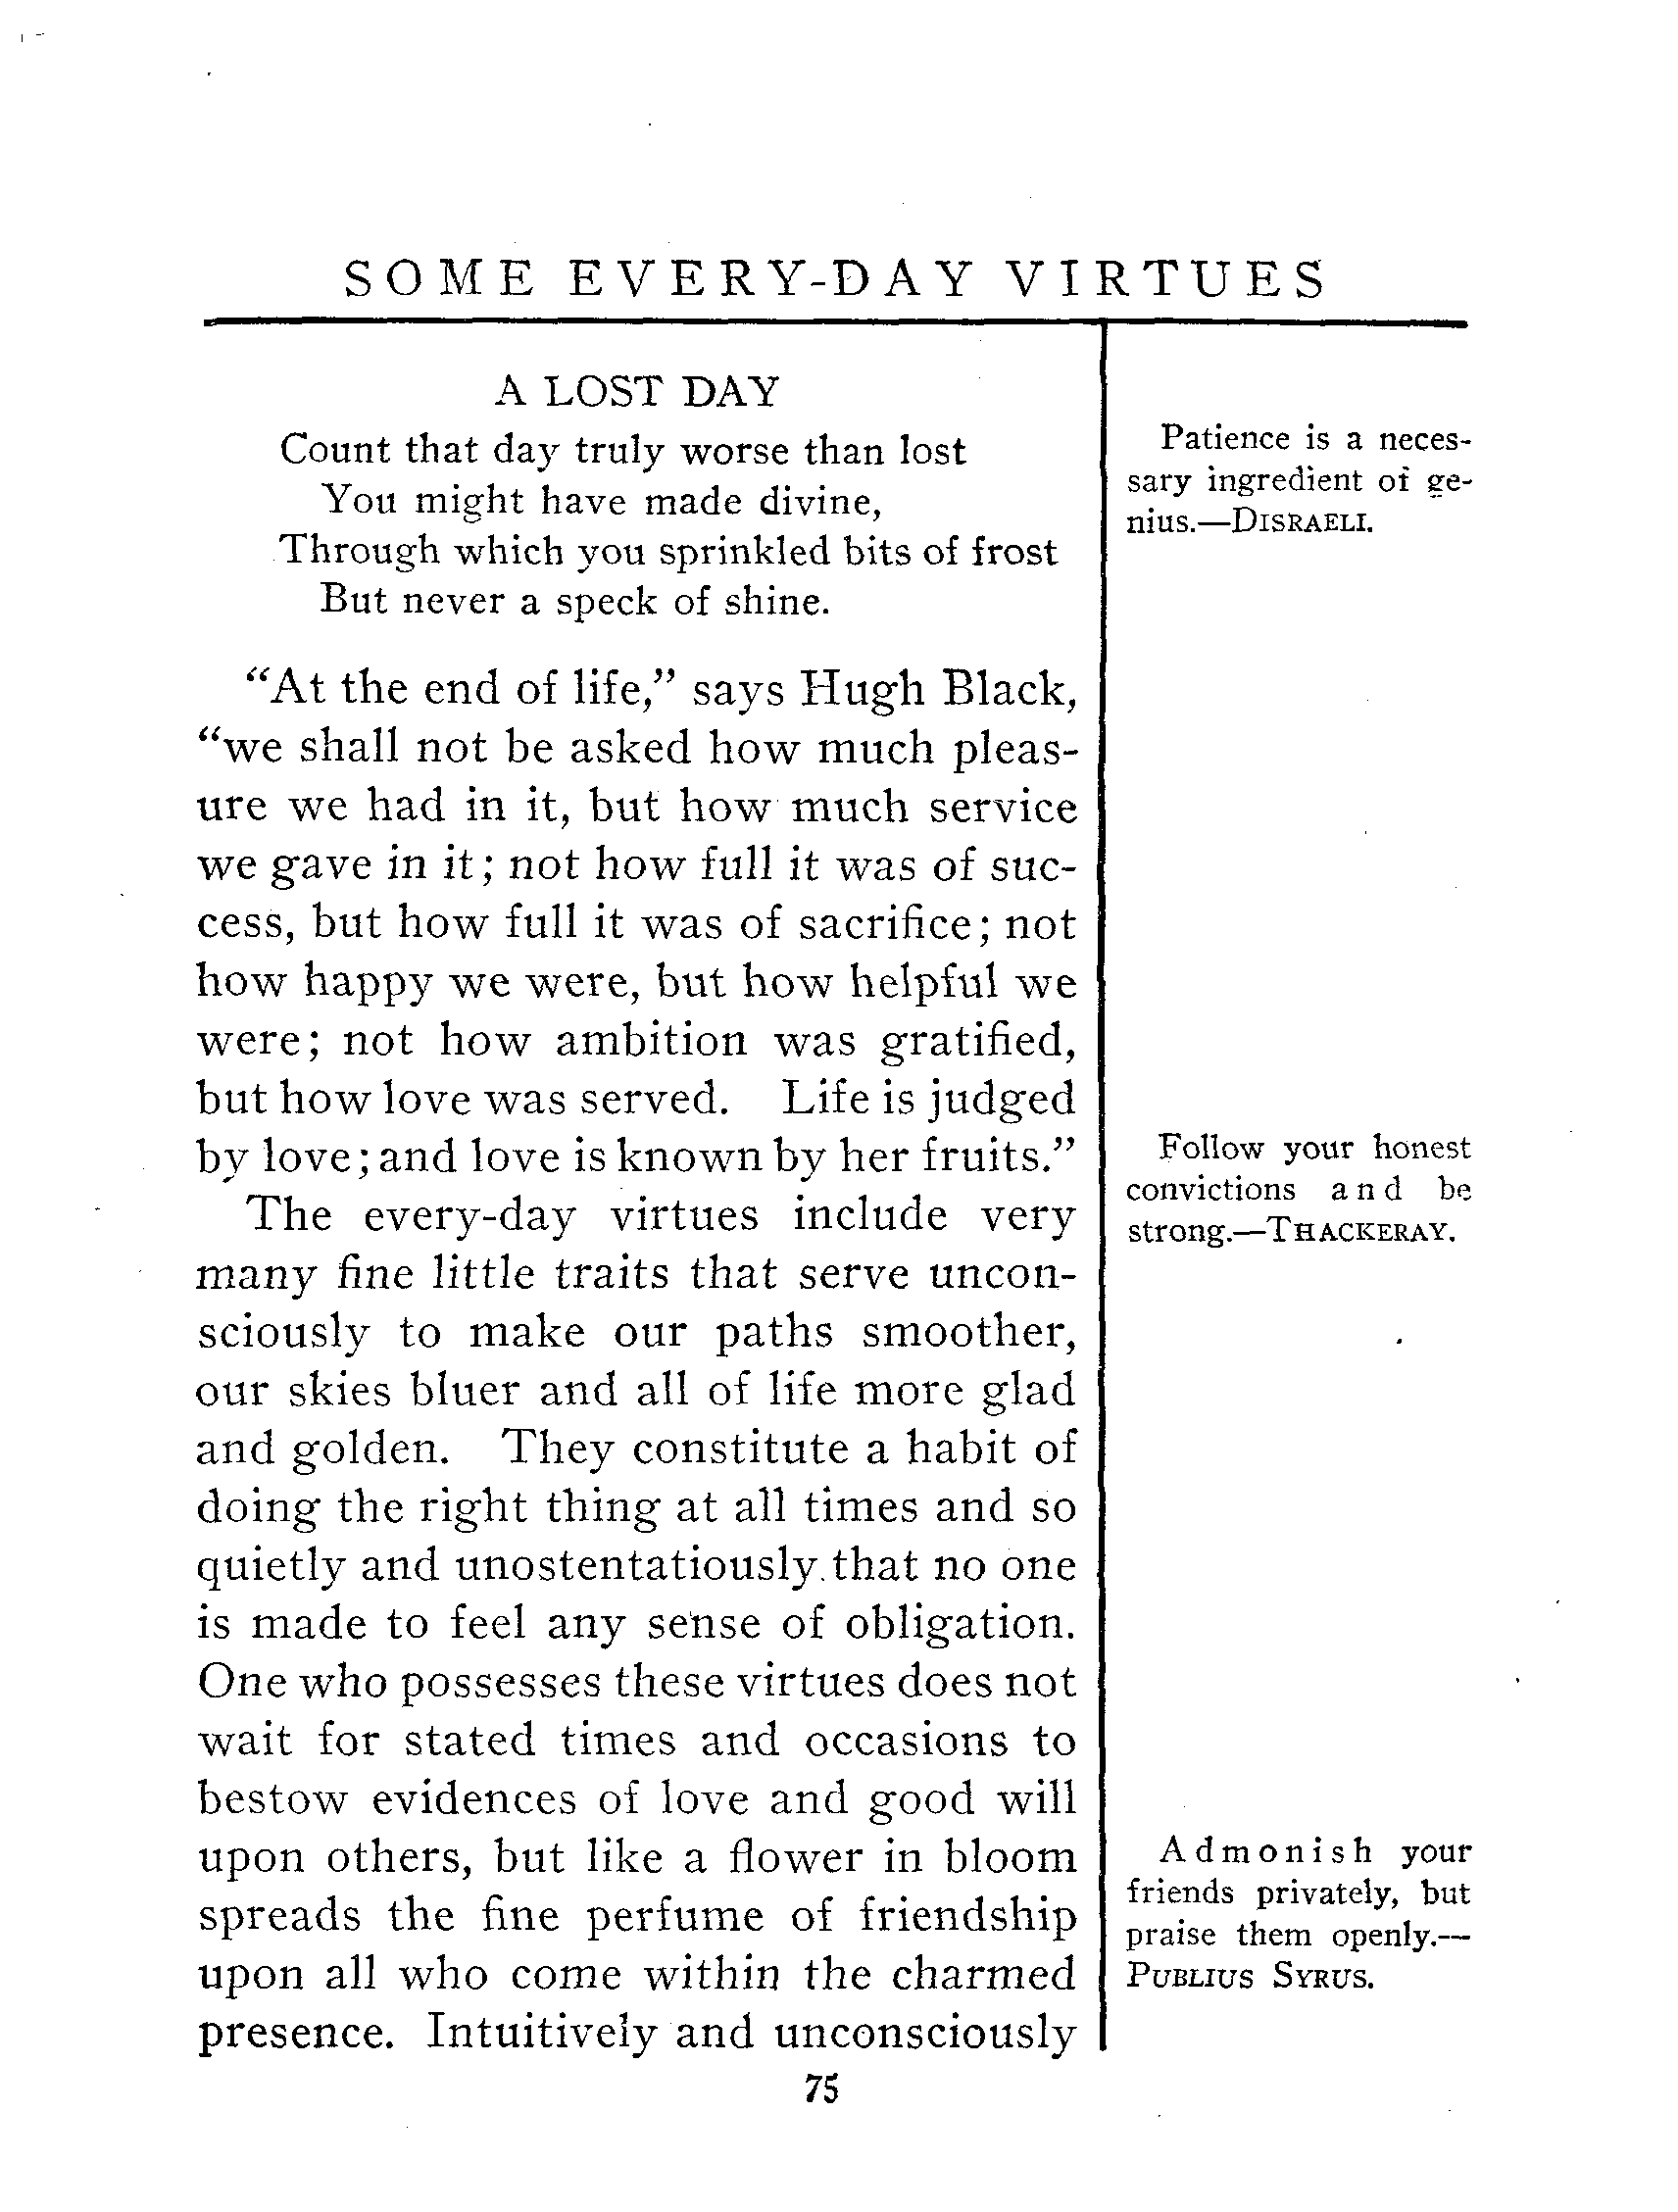 SOME EVERY-DAY VIRTUES
A LOST DAY
Count that day truly worse than lost
You might have made divine,
Through which you sprinkled bits of frost
But never a speck of shine.
"At the end of life," says Hugh Black,
"we shall not be asked how much pleas-
ure we had in it, but how much service
we gave in it; not how full it was of suc-
cess, but how full it was of sacrifice; not
how happy we were, but how helpful we
were; not how ambition was gratified,
but how love was served. Life is judged
by love; and love is known by her fruits."
The every-day virtues include very
many fine little traits that serve uncon-
sciously to make our paths smoother,
our skies bluer and all of life more glad
and golden. They constitute a habit of
doing the right thing at all times and so
quietly and unostentatiously that no one
is made to feel any sense of obligation.
One who possesses these virtues does not
wait for stated times and occasions to
bestow evidences of love and good will
upon others, but like a flower in bloom
spreads the fine perfume of friendship
upon all who come within the charmed
presence. Intuitively and unconsciously
Patience is a neces-
sary ingredient of ge-
nius.—DISRAELI.
Follow your honest
convictions and be
strong.—THACKERAY.
Admonish your
friends privately, but
praise them openly.—
PUBLIUS SYRUS.
75